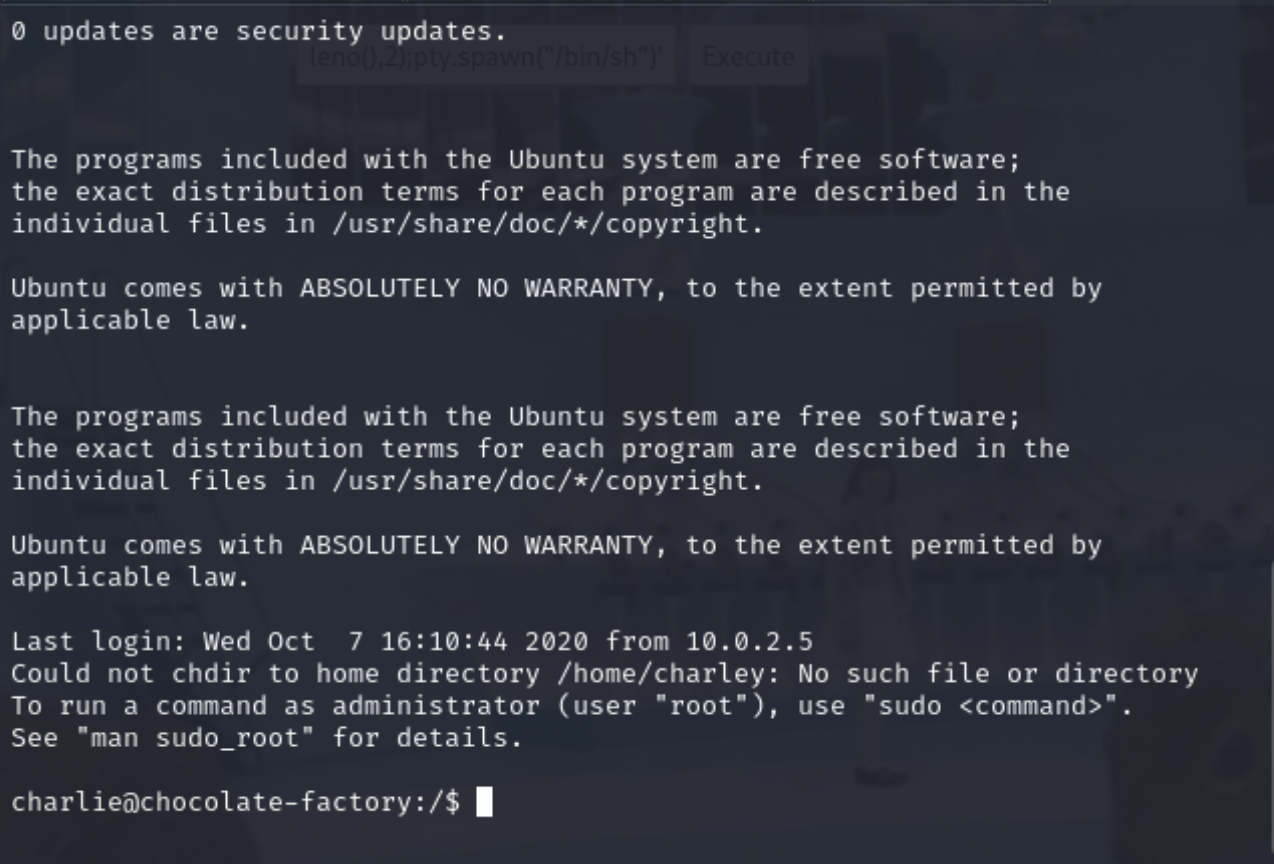 0 updates are security updates.
leno(),2);pty.spawn("/bin/sh")' Execute
The programs included with the Ubuntu system are free software;
the exact distribution terms for each program are described in the
individual files in /usr/share/doc/*/copyright.
Ubuntu comes with ABSOLUTELY NO WARRANTY, to the extent permitted by
applicable law.
The programs included with the Ubuntu system are free software;
the exact distribution terms for each program are described in the
individual files in /usr/share/doc/*/copyright.
Ubuntu comes with ABSOLUTELY NO WARRANTY, to the extent permitted by
applicable law.
Last login: Wed Oct  7 16:10:44 2020 from 10.0.2.5
Could not chdir to home directory /home/charley: No such file or directory
To run a command as administrator (user "root"), use "sudo <command>".
See "man sudo_root" for details.
charlie@chocolate-factory:/$